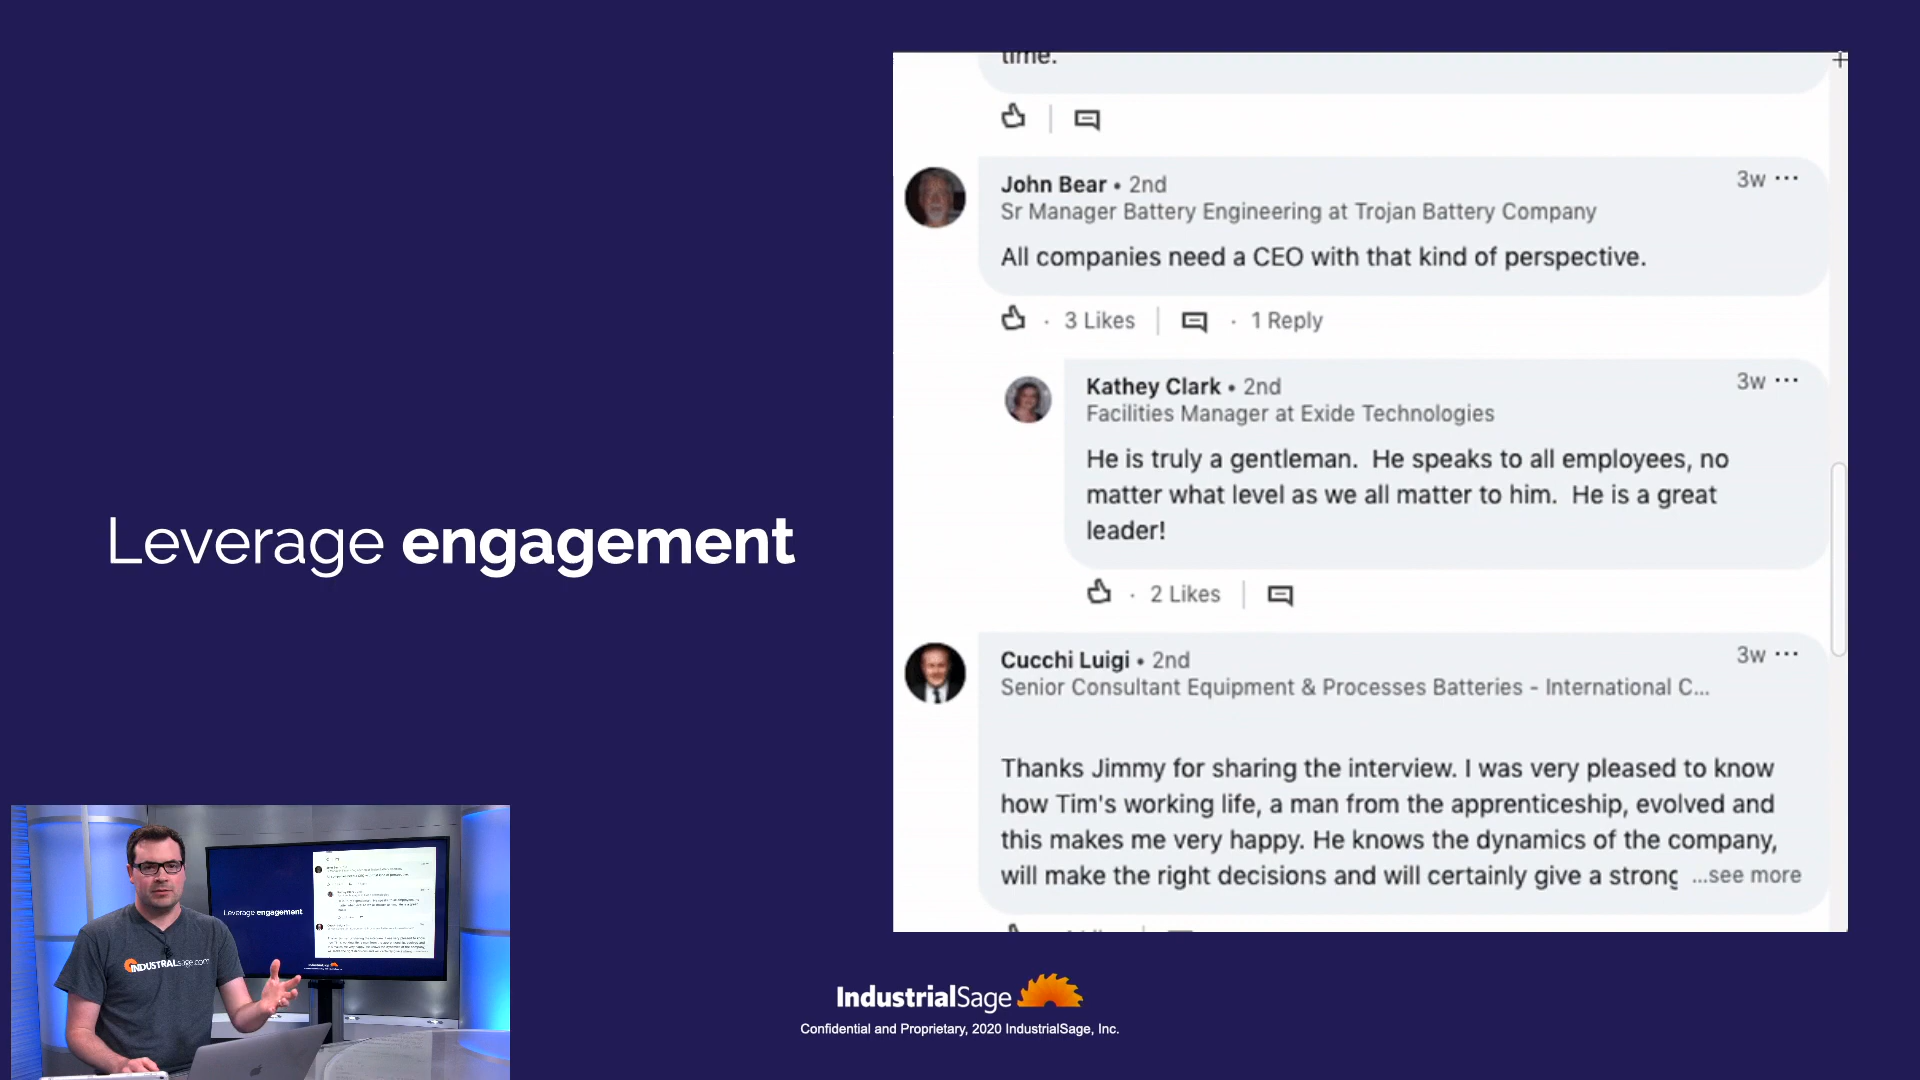 time.
John Bear • 2nd
3w ...
Sr Manager Battery Engineering at Trojan Battery Company
All companies need a CEO with that kind of perspective.
· 3 Likes | · 1 Reply
Kathey Clark • 2nd
3w ...
Facilities Manager at Exide Technologies
He is truly a gentleman. He speaks to all employees, no
matter what level as we all matter to him. He is a great
leader!
· 2 Likes
Cucchi Luigi • 2nd
3w ...
Senior Consultant Equipment & Processes Batteries - International C...
Thanks Jimmy for sharing the interview. I was very pleased to know
how Tim's working life, a man from the apprenticeship, evolved and
this makes me very happy. He knows the dynamics of the company,
will make the right decisions and will certainly give a strong ...see more
Leverage engagement
Leverage engagement
INDUSTRIALsage.com
IndustrialSage
Confidential and Proprietary, 2020 IndustrialSage, Inc.